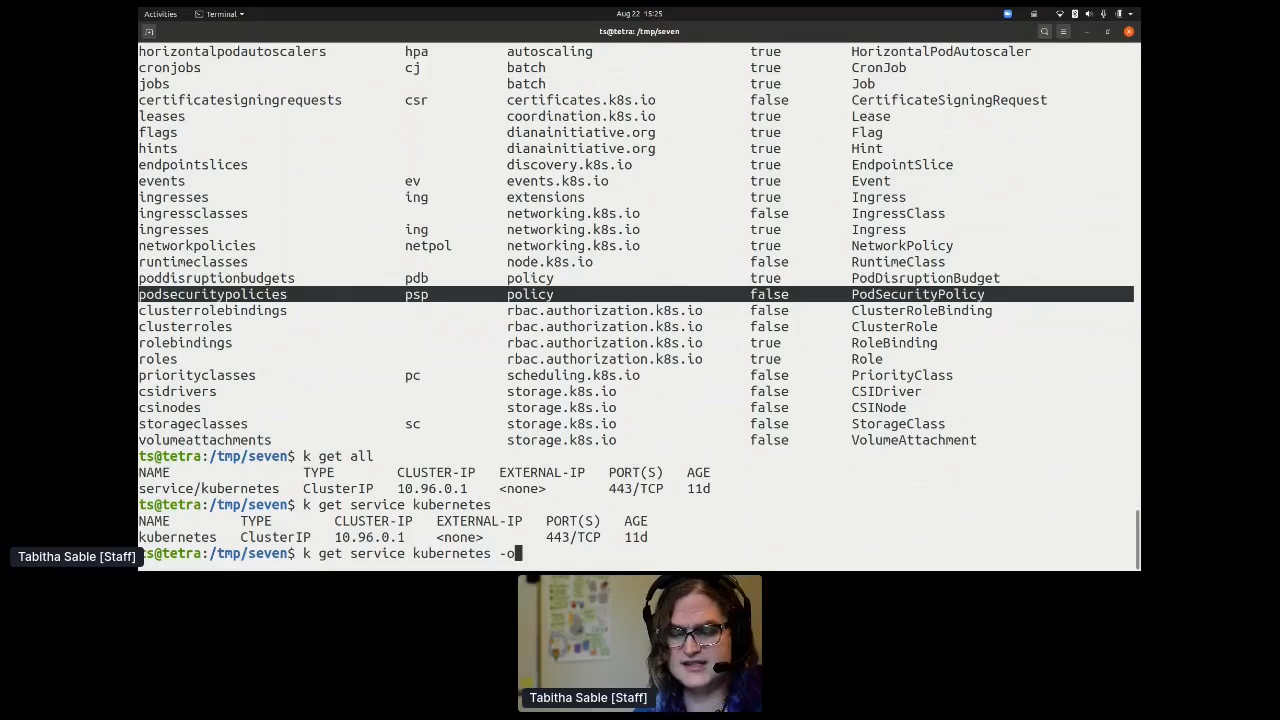 Activities Terminal Aug 22 15:25
ts@tetra: /tmp/seven
horizontalpodautoscalers hpa autoscaling true HorizontalPodAutoscaler
cronjobs cj batch true CronJob
jobs batch true Job
certificatesigningrequests csr certificates.k8s.io false CertificateSigningRequest
leases coordination.k8s.io true Lease
flags dianainitiative.org true Flag
hints dianainitiative.org true Hint
endpointslices discovery.k8s.io true EndpointSlice
events ev events.k8s.io true Event
ingresses ing extensions true Ingress
ingressclasses networking.k8s.io false IngressClass
ingresses ing networking.k8s.io true Ingress
networkpolicies netpol networking.k8s.io true NetworkPolicy
runtimeclasses node.k8s.io false RuntimeClass
poddisruptionbudgets pdb policy true PodDisruptionBudget
podsecuritypolicies psp policy false PodSecurityPolicy
clusterrolebindings rbac.authorization.k8s.io false ClusterRoleBinding
clusterroles rbac.authorization.k8s.io false ClusterRole
rolebindings rbac.authorization.k8s.io true RoleBinding
roles rbac.authorization.k8s.io true Role
priorityclasses pc scheduling.k8s.io false PriorityClass
csidrivers storage.k8s.io false CSIDriver
csinodes storage.k8s.io false CSINode
storageclasses sc storage.k8s.io false StorageClass
volumeattachments storage.k8s.io false VolumeAttachment
ts@tetra:/tmp/seven$ k get all
NAME TYPE CLUSTER-IP EXTERNAL-IP PORT(S) AGE
service/kubernetes ClusterIP 10.96.0.1 <none> 443/TCP 11d
ts@tetra:/tmp/seven$ k get service kubernetes
NAME TYPE CLUSTER-IP EXTERNAL-IP PORT(S) AGE
kubernetes ClusterIP 10.96.0.1 <none> 443/TCP 11d
ts@tetra:/tmp/seven$ k get service kubernetes -o
Tabitha Sable [Staff]
Tabitha Sable [Staff]